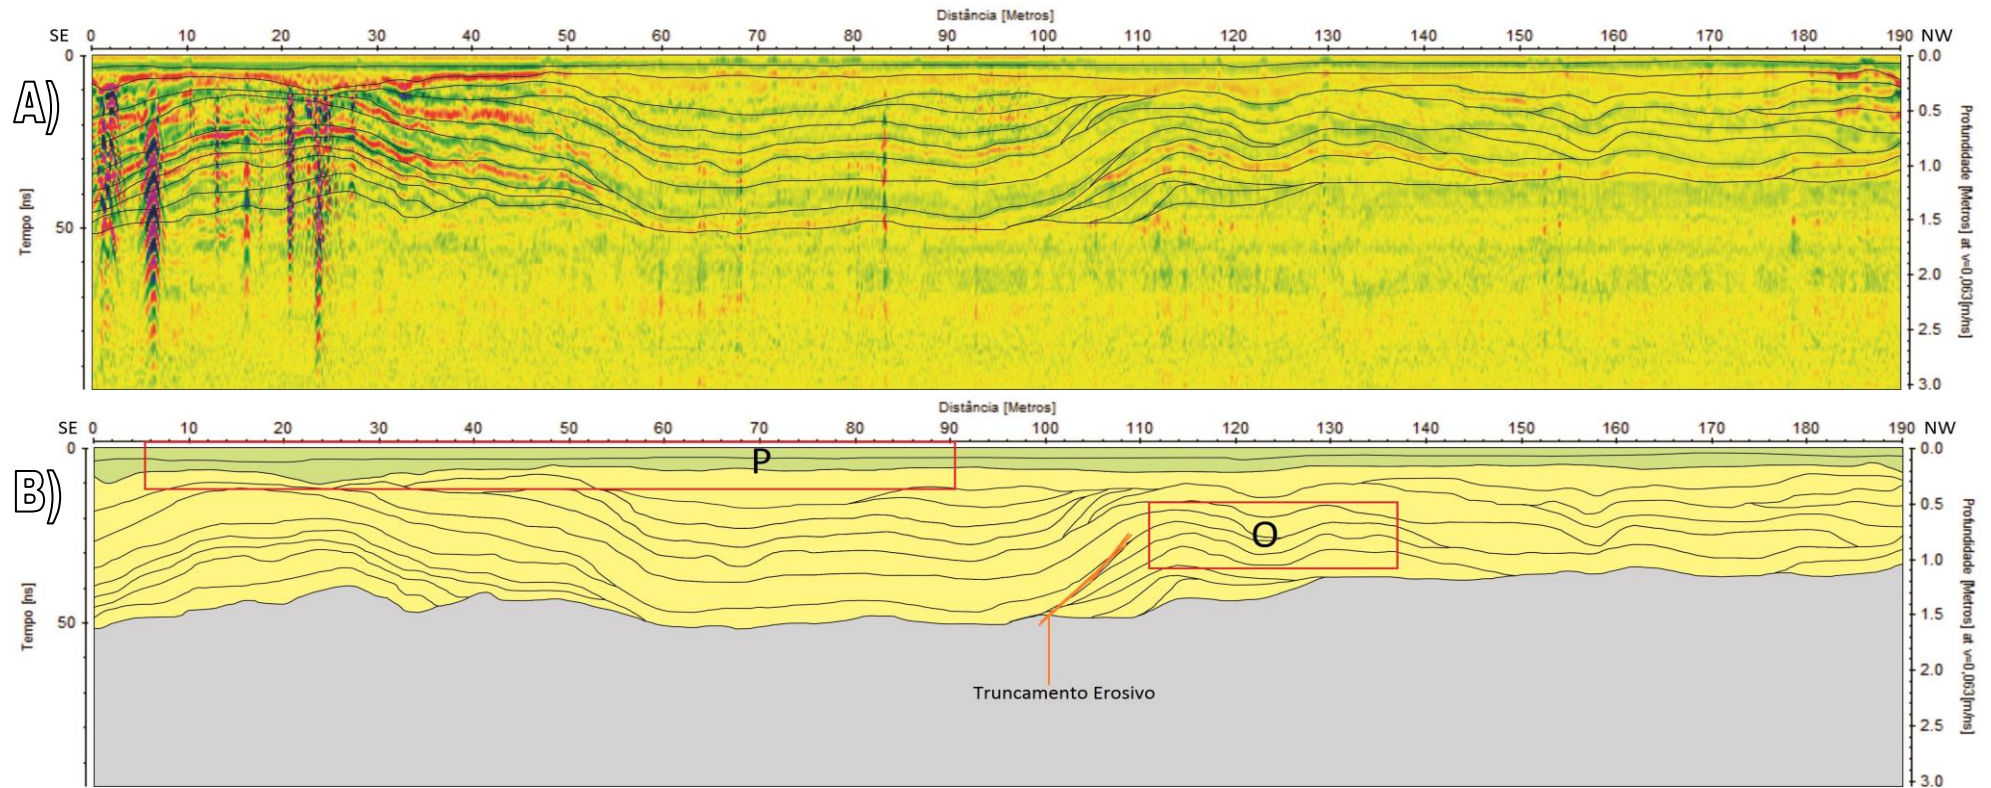 Distância [Metros]
SE 0 10 20 30 40 50 60 70 80 90 100 110 120 130 140 150 160 170 180 190 NW
A)
0
50
Tempo [ns]
0.0
0.5
1.0
1.5
2.0
2.5
3.0
Profundidade [Metros] at v=0,063[m/ns]
Distância [Metros]
SE 0 10 20 30 40 50 60 70 80 90 100 110 120 130 140 150 160 170 180 190 NW
B)
0
50
Tempo [ns]
P
O
Truncamento Erosivo
0.0
0.5
1.0
1.5
2.0
2.5
3.0
Profundidade [Metros] at v=0,063[m/ns]